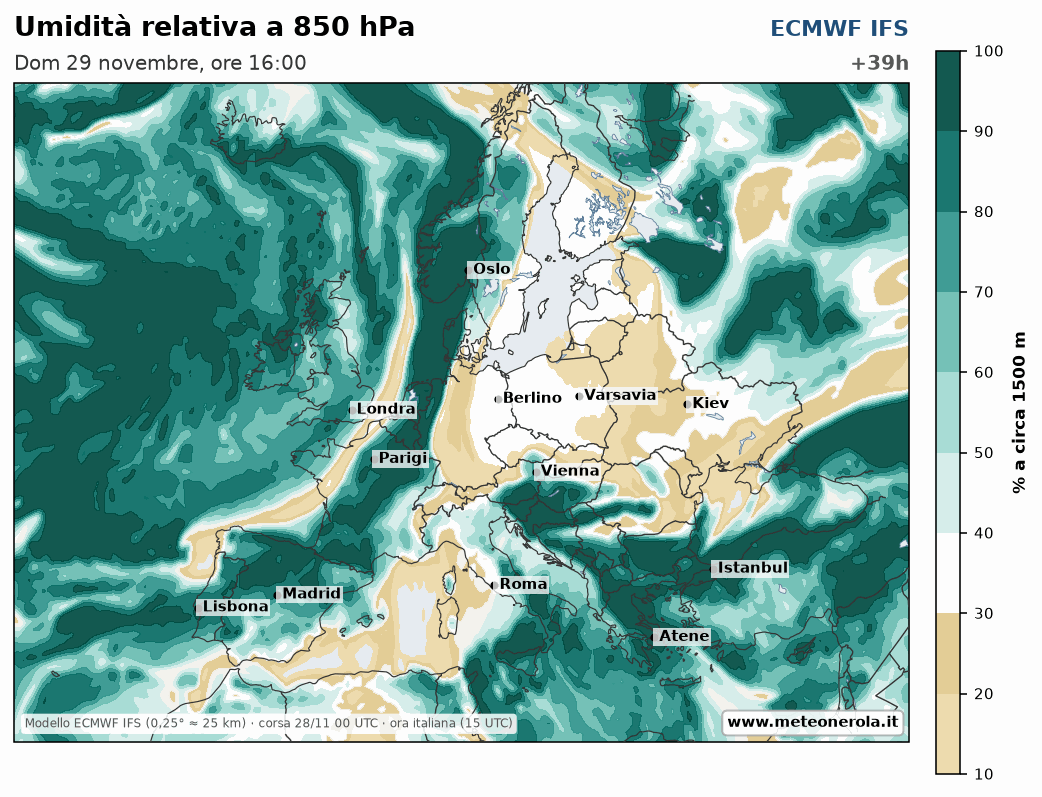 Umidità relativa a 850 hPa
ECMWF IFS
Dom 29 novembre, ore 16:00
+39h
100
90
80
70
60
50
40
30
20
10
% a circa 1500 m
Oslo
Londra
Berlino
Varsavia
Kiev
Parigi
Vienna
Istanbul
Roma
Madrid
Lisbona
Atene
Modello ECMWF IFS (0,25° ≈ 25 km) · corsa 28/11 00 UTC · ora italiana (15 UTC)
www.meteonerola.it